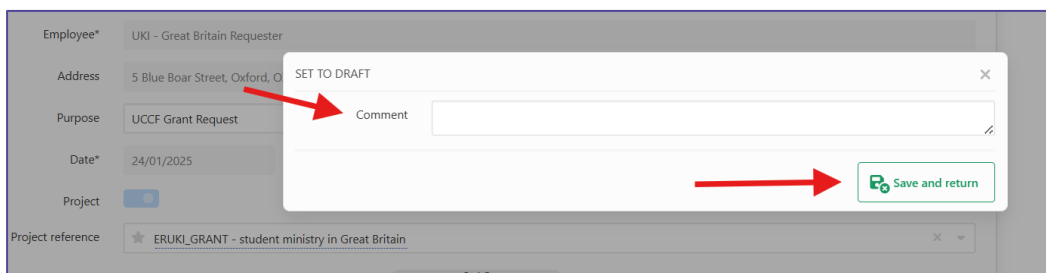 Employee*
UKI - Great Britain Requester
Address
5 Blue Boar Street, Oxford, O
SET TO DRAFT
Comment
Purpose
UCCF Grant Request
Date*
24/01/2025
Save and return
Project
Project reference
ERUKI_GRANT - student ministry in Great Britain